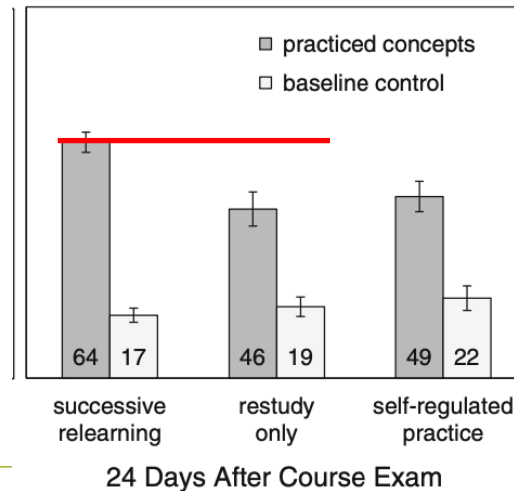 practiced concepts
baseline control
64 17 46 19 49 22
successive restudy self-regulated
relearning only practice
24 Days After Course Exam